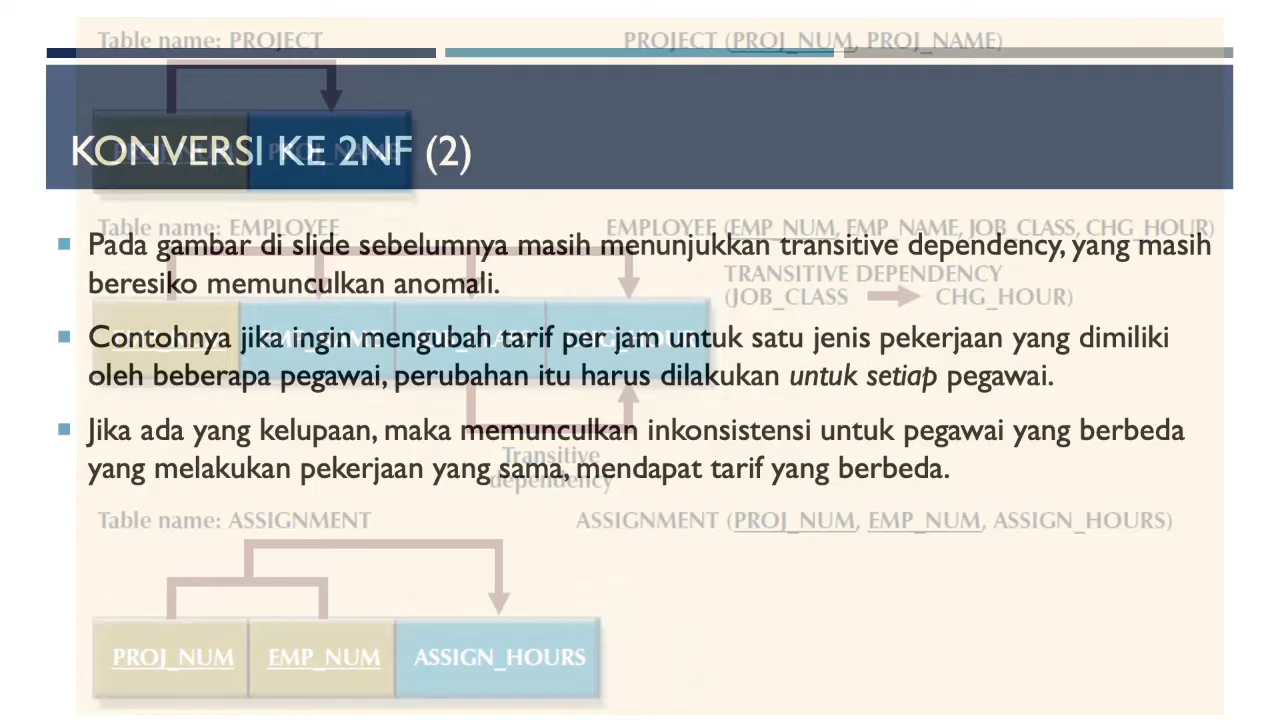 Table name: PROJECT
PROJECT (PROJ_NUM, PROJ_NAME)
KONVERSI KE 2NF (2)
PROJ_NUM PROJ_NAME
Table name: EMPLOYEE
EMPLOYEE (EMP_NUM, EMP_NAME, JOB_CLASS, CHG_HOUR)
Pada gambar di slide sebelumnya masih menunjukkan transitive dependency, yang masih
beresiko memunculkan anomali.
TRANSITIVE DEPENDENCY
(JOB_CLASS CHG_HOUR)
Contohnya jika ingin mengubah tarif per jam untuk satu jenis pekerjaan yang dimiliki
oleh beberapa pegawai, perubahan itu harus dilakukan untuk setiap pegawai.
Jika ada yang kelupaan, maka memunculkan inkonsistensi untuk pegawai yang berbeda
yang melakukan pekerjaan yang sama, mendapat tarif yang berbeda.
Transitive
dependency
Table name: ASSIGNMENT
ASSIGNMENT (PROJ_NUM, EMP_NUM, ASSIGN_HOURS)
PROJ_NUM EMP_NUM ASSIGN_HOURS